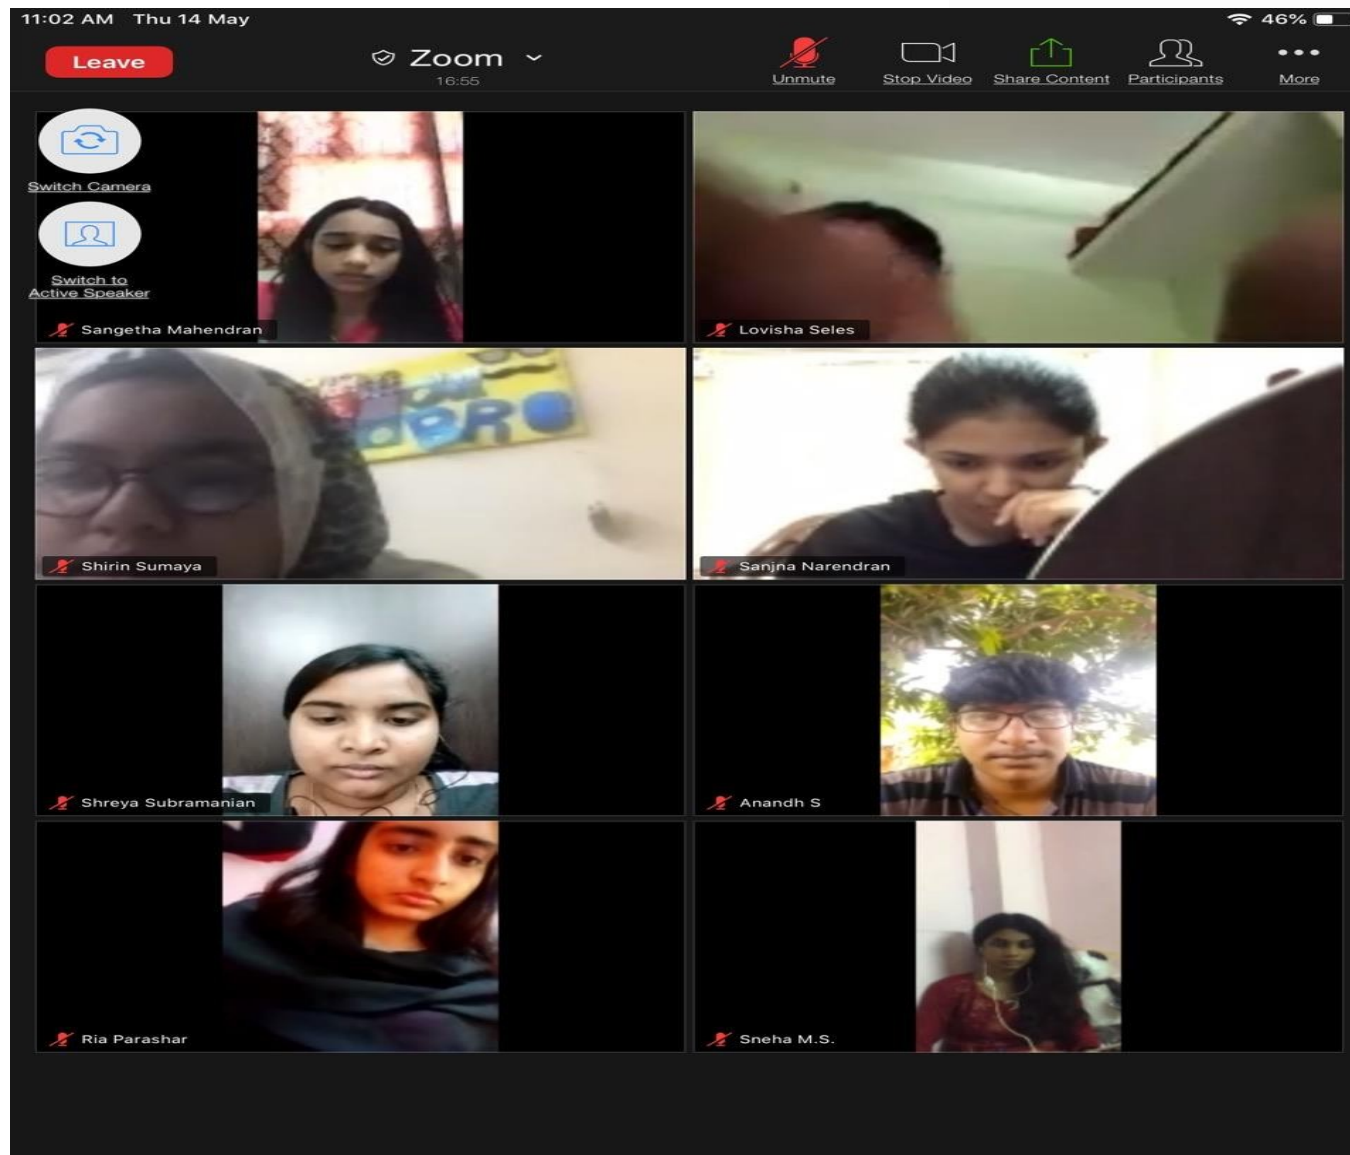 11:02 AM Thu 14 May
46%
Leave
Zoom
16:55
Unmute
Stop Video
Share Content
Participants
More
Switch Camera
Switch to
Active Speaker
Sangetha Mahendran
Lovisha Seles
BRO
Shirin Sumaya
Sanjna Narendran
Shreya Subramanian
Anandh S
Ria Parashar
Sneha M.S.